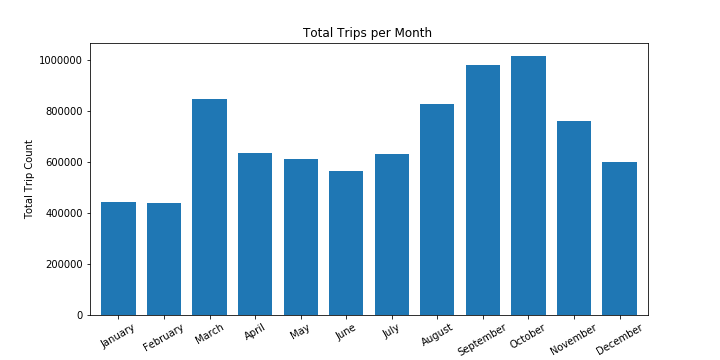 Total Trips per Month
Total Trip Count
1000000
800000
600000
400000
200000
0
January
February
March
April
May
June
July
August
September
October
November
December